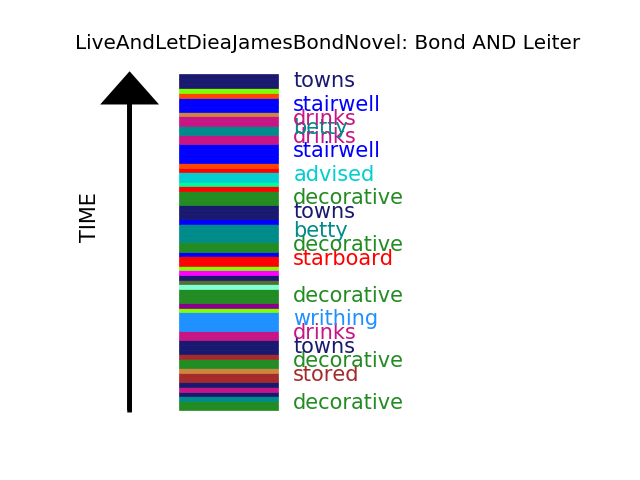 LiveAndLetDieaJamesBondNovel: Bond AND Leiter
towns
stairwell
drinks
betty
drinks
stairwell
advised
decorative
towns
betty
decorative
starboard
decorative
writhing
drinks
towns
decorative
stored
decorative
TIME